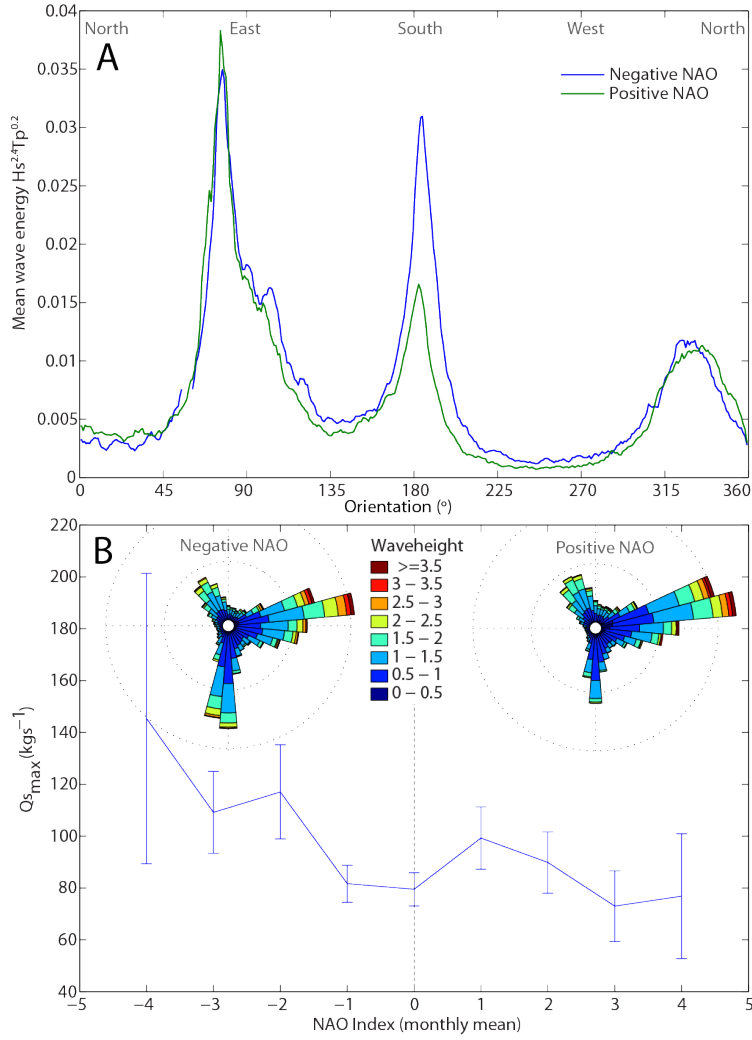 A
North East South West North
Negative NAO
Positive NAO
Mean wave energy Hs^2.4Tp^0.2
0.04
0.035
0.03
0.025
0.02
0.015
0.01
0.005
0
0 45 90 135 180 225 270 315 360
Orientation (º)
B
Negative NAO
Waveheight
>=3.5
3 – 3.5
2.5 – 3
2 – 2.5
1.5 – 2
1 – 1.5
0.5 – 1
0 – 0.5
Positive NAO
Qs_max (kgs^−1)
220
200
180
160
140
120
100
80
60
40
−5 −4 −3 −2 −1 0 1 2 3 4 5
NAO Index (monthly mean)